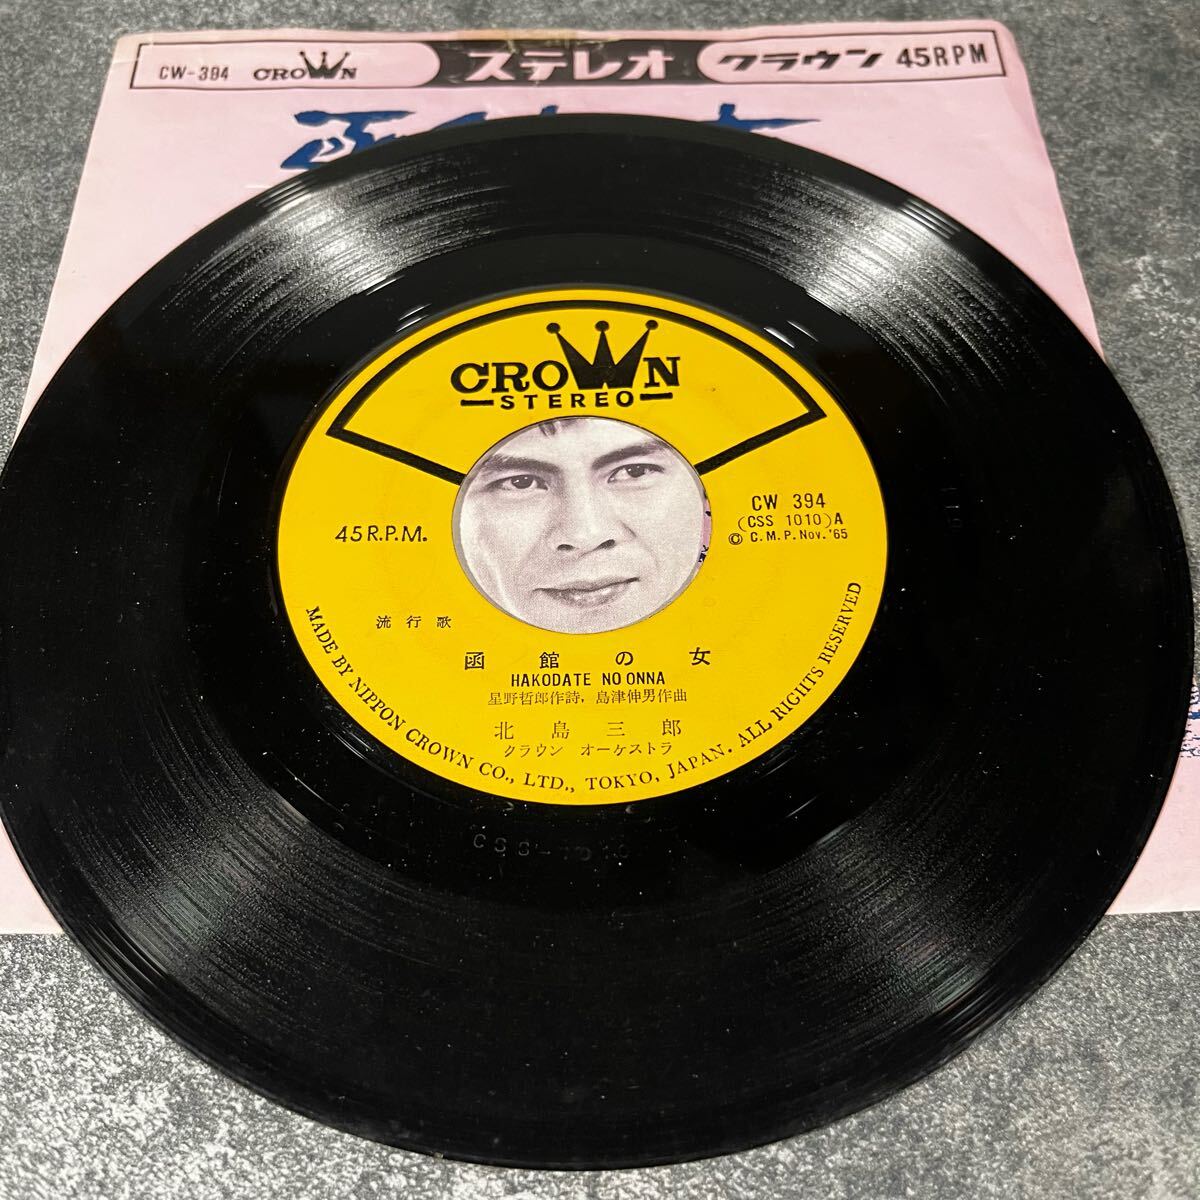 CW-394 CROWN ステレオ クラウン 45RPM
CROWN
STEREO
45R.P.M.
CW 394
(CSS 1010)A
© C.M.P. Nov. '65
流行歌
函館の女
HAKODATE NO ONNA
星野哲郎作詩, 島津伸男作曲
北島三郎
クラウン オーケストラ
MADE BY NIPPON CROWN CO., LTD., TOKYO, JAPAN. ALL RIGHTS RESERVED
CSS-1010